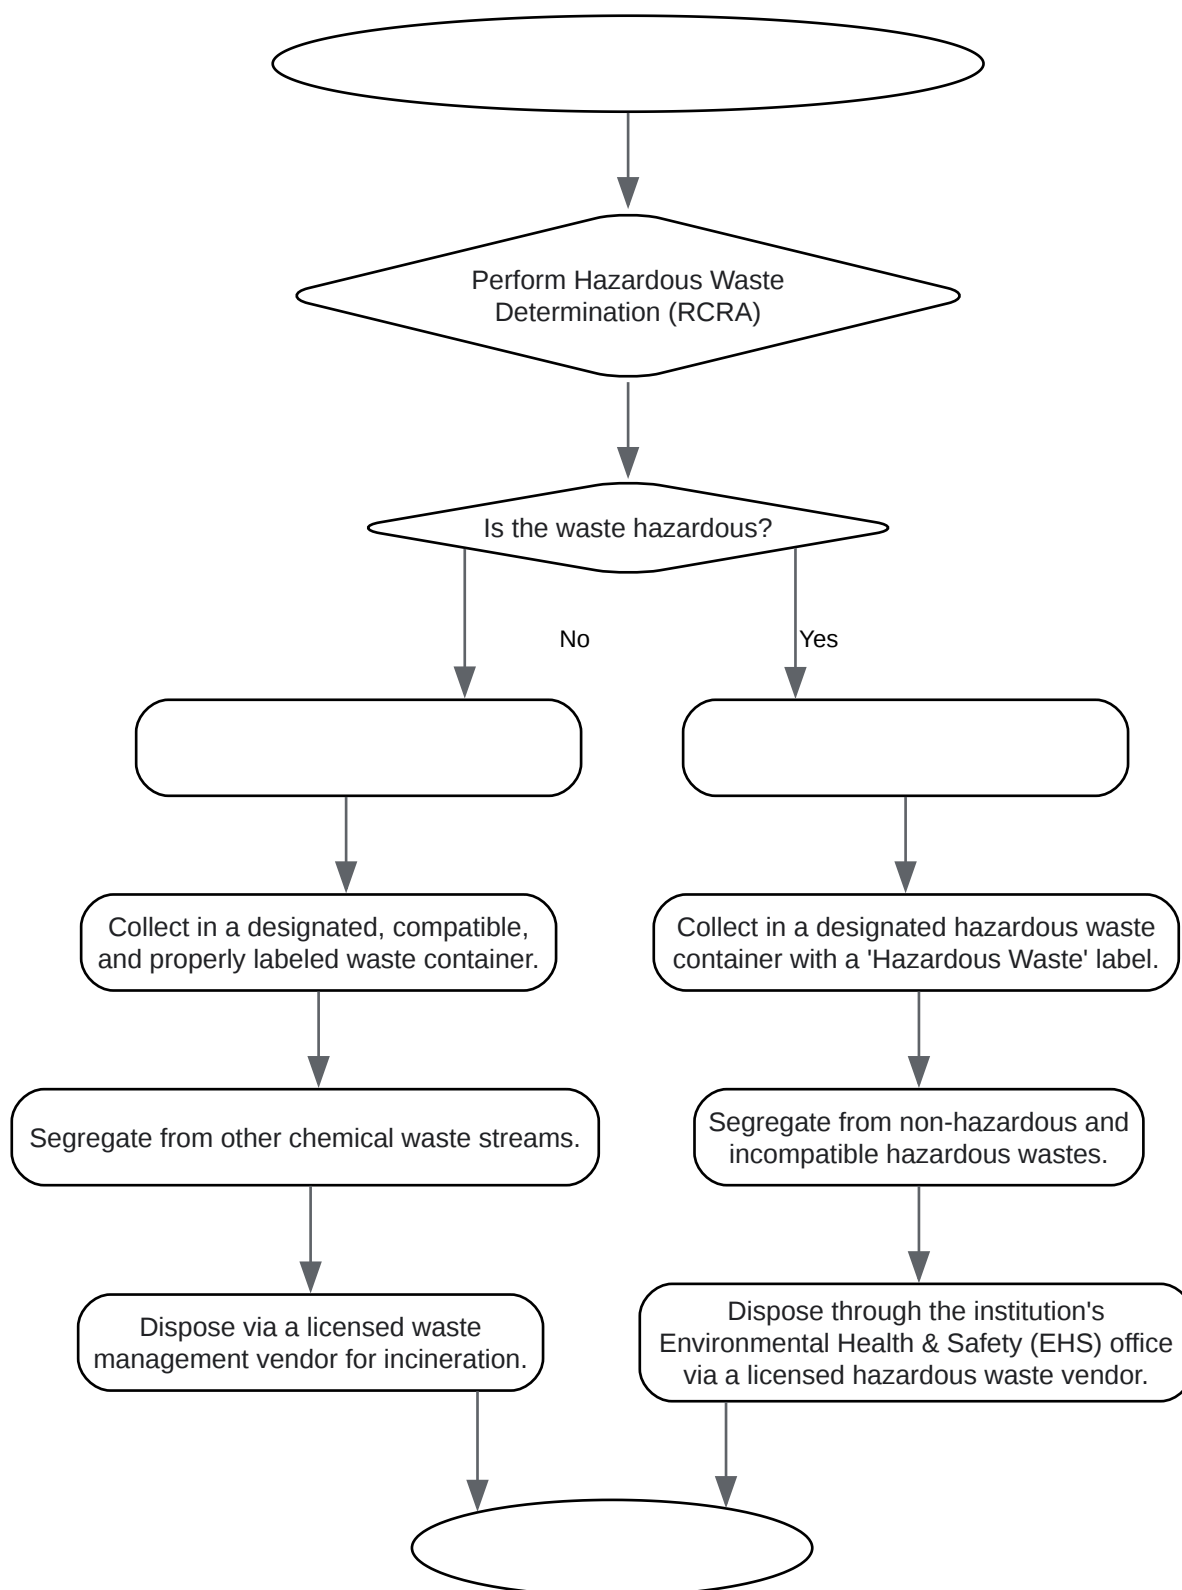 Perform Hazardous Waste
Determination (RCRA)
Is the waste hazardous?
No
Yes
Collect in a designated, compatible,
and properly labeled waste container.
Collect in a designated hazardous waste
container with a 'Hazardous Waste' label.
Segregate from other chemical waste streams.
Segregate from non-hazardous and
incompatible hazardous wastes.
Dispose via a licensed waste
management vendor for incineration.
Dispose through the institution's
Environmental Health & Safety (EHS) office
via a licensed hazardous waste vendor.